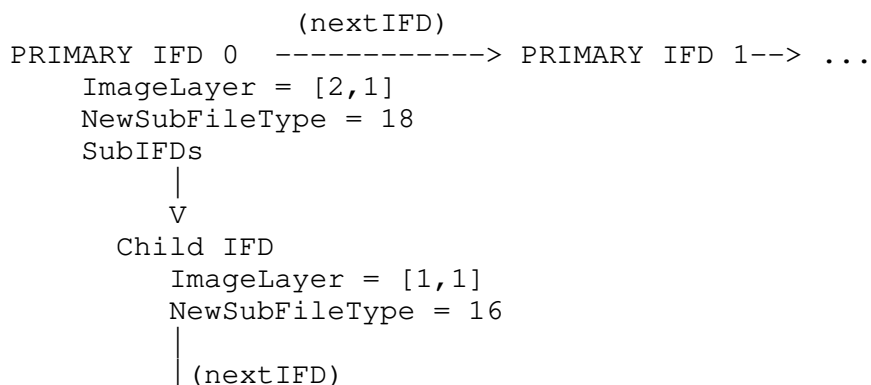 (nextIFD)
PRIMARY IFD 0 ------------> PRIMARY IFD 1--> ...
ImageLayer = [2,1]
NewSubFileType = 18
SubIFDs
|
V
Child IFD
ImageLayer = [1,1]
NewSubFileType = 16
|
|(nextIFD)